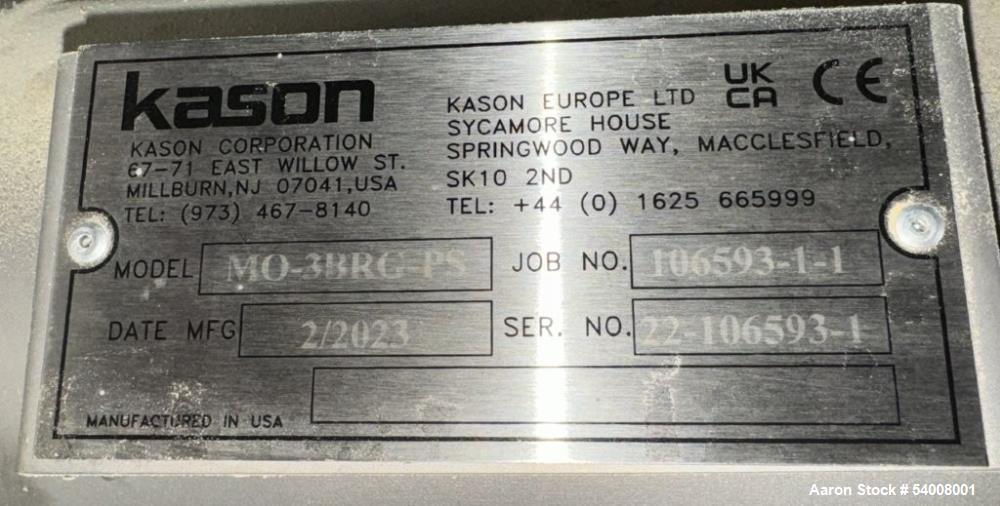 kason
KASON CORPORATION
67-71 EAST WILLOW ST.
MILLBURN,NJ 07041,USA
TEL: (973) 467-8140
KASON EUROPE LTD
SYCAMORE HOUSE
SPRINGWOOD WAY, MACCLESFIELD,
SK10 2ND
TEL: +44 (0) 1625 665999
UK
CA
CE
MODEL MO-3BRG-PS
JOB NO. 106593-1-1
DATE MFG 2/2023
SER. NO. 22-106593-1
MANUFACTURED IN USA
Aaron Stock # 54008001